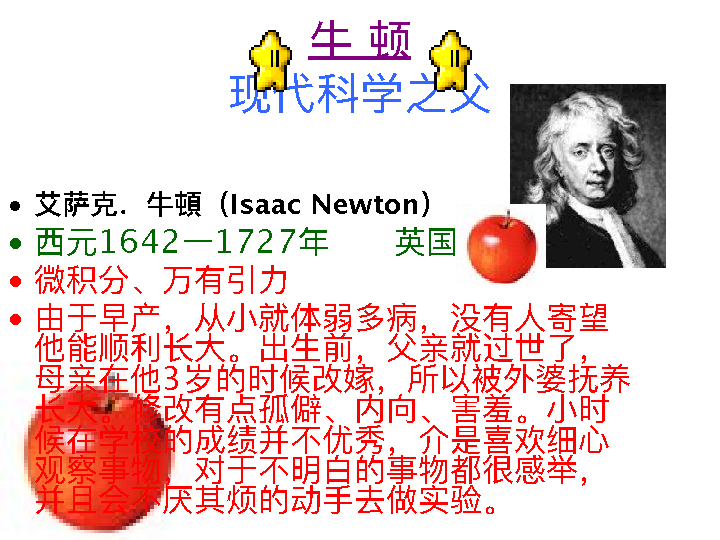 牛 顿
现代科学之父
• 艾萨克．牛頓（Isaac Newton）
• 西元1642—1727年 英国
• 微积分、万有引力
• 由于早产，从小就体弱多病，没有人寄望
他能顺利长大。出生前，父亲就过世了，
母亲在他3岁的时候改嫁，所以被外婆抚养
长大。修改有点孤僻、内向、害羞。小时
候在学校的成绩并不优秀，介是喜欢细心
观察事物，对于不明白的事物都很感举，
并且会不厌其烦的动手去做实验。